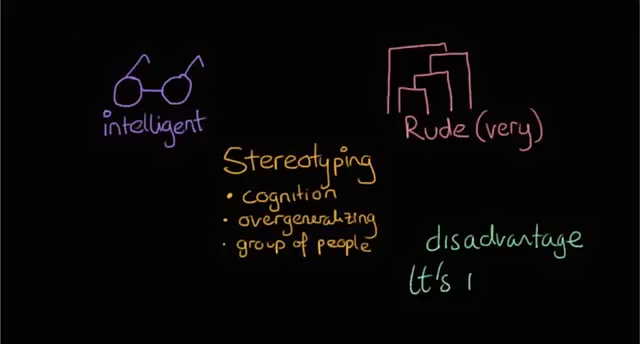 intelligent
Rude (very)
Stereotyping
• cognition
• overgeneralizing
• group of people
disadvantage
It's